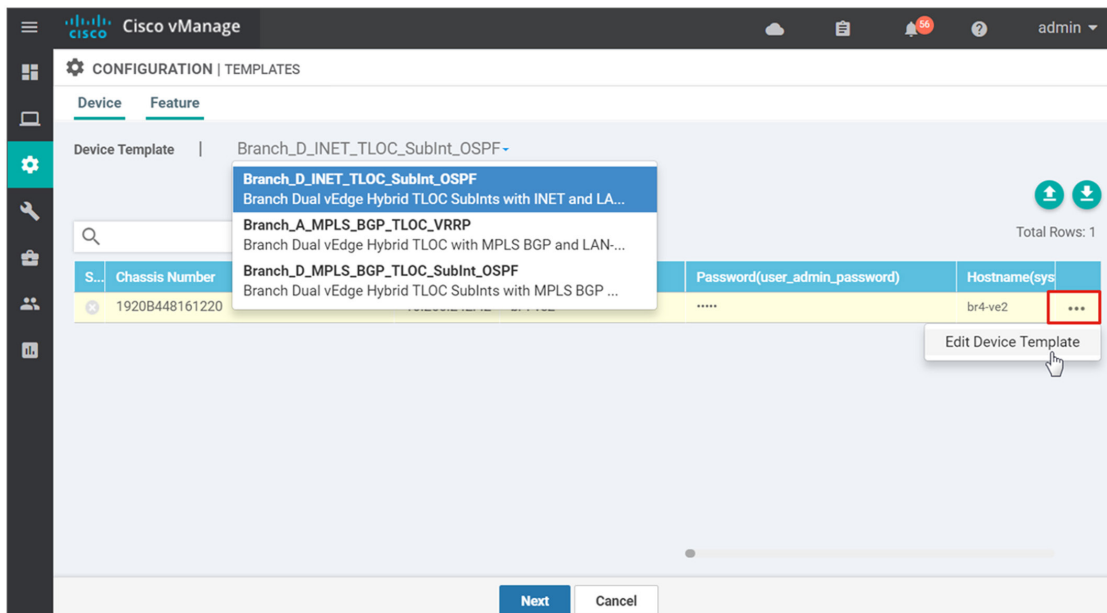 cisco Cisco vManage 56 admin
CONFIGURATION | TEMPLATES
Device Feature
Device Template | Branch_D_INET_TLOC_SubInt_OSPF
Branch_D_INET_TLOC_SubInt_OSPF
Branch Dual vEdge Hybrid TLOC SubInts with INET and LA...
Branch_A_MPLS_BGP_TLOC_VRRP
Branch Dual vEdge Hybrid TLOC with MPLS BGP and LAN-...
Branch_D_MPLS_BGP_TLOC_SubInt_OSPF
Branch Dual vEdge Hybrid TLOC SubInts with MPLS BGP ...
Total Rows: 1
S... Chassis Number Password(user_admin_password) Hostname(sys
1920B448161220 ••••• br4-ve2 •••
Edit Device Template
Next Cancel